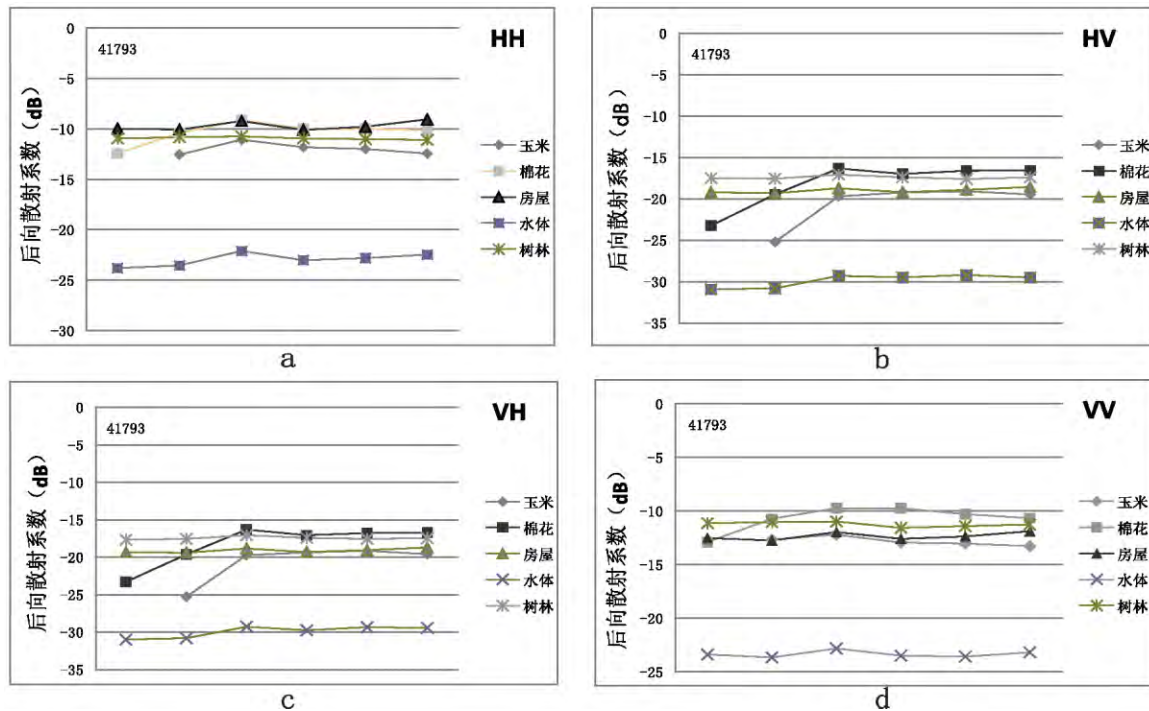 HH
41793
后向散射系数（dB）
0
-5
-10
-15
-20
-25
-30
玉米
棉花
房屋
水体
树林
a
HV
41793
后向散射系数（dB）
0
-5
-10
-15
-20
-25
-30
-35
玉米
棉花
房屋
水体
树林
b
VH
41793
后向散射系数（dB）
0
-5
-10
-15
-20
-25
-30
-35
玉米
棉花
房屋
水体
树林
c
VV
41793
后向散射系数（dB）
0
-5
-10
-15
-20
-25
玉米
棉花
房屋
水体
树林
d